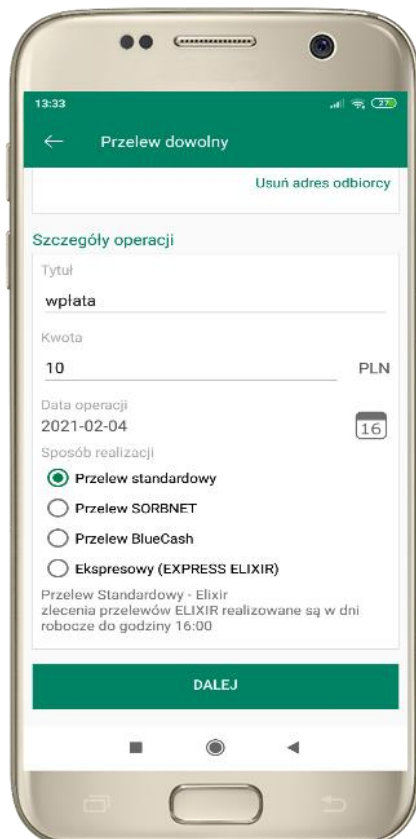 13:33
27
Przelew dowolny
Usuń adres odbiorcy
Szczegóły operacji
Tytuł
wpłata
Kwota
10 PLN
Data operacji
2021-02-04
16
Sposób realizacji
Przelew standardowy
Przelew SORBNET
Przelew BlueCash
Ekspresowy (EXPRESS ELIXIR)
Przelew Standardowy - Elixir
zlecenia przelewów ELIXIR realizowane są w dni
robocze do godziny 16:00
DALEJ